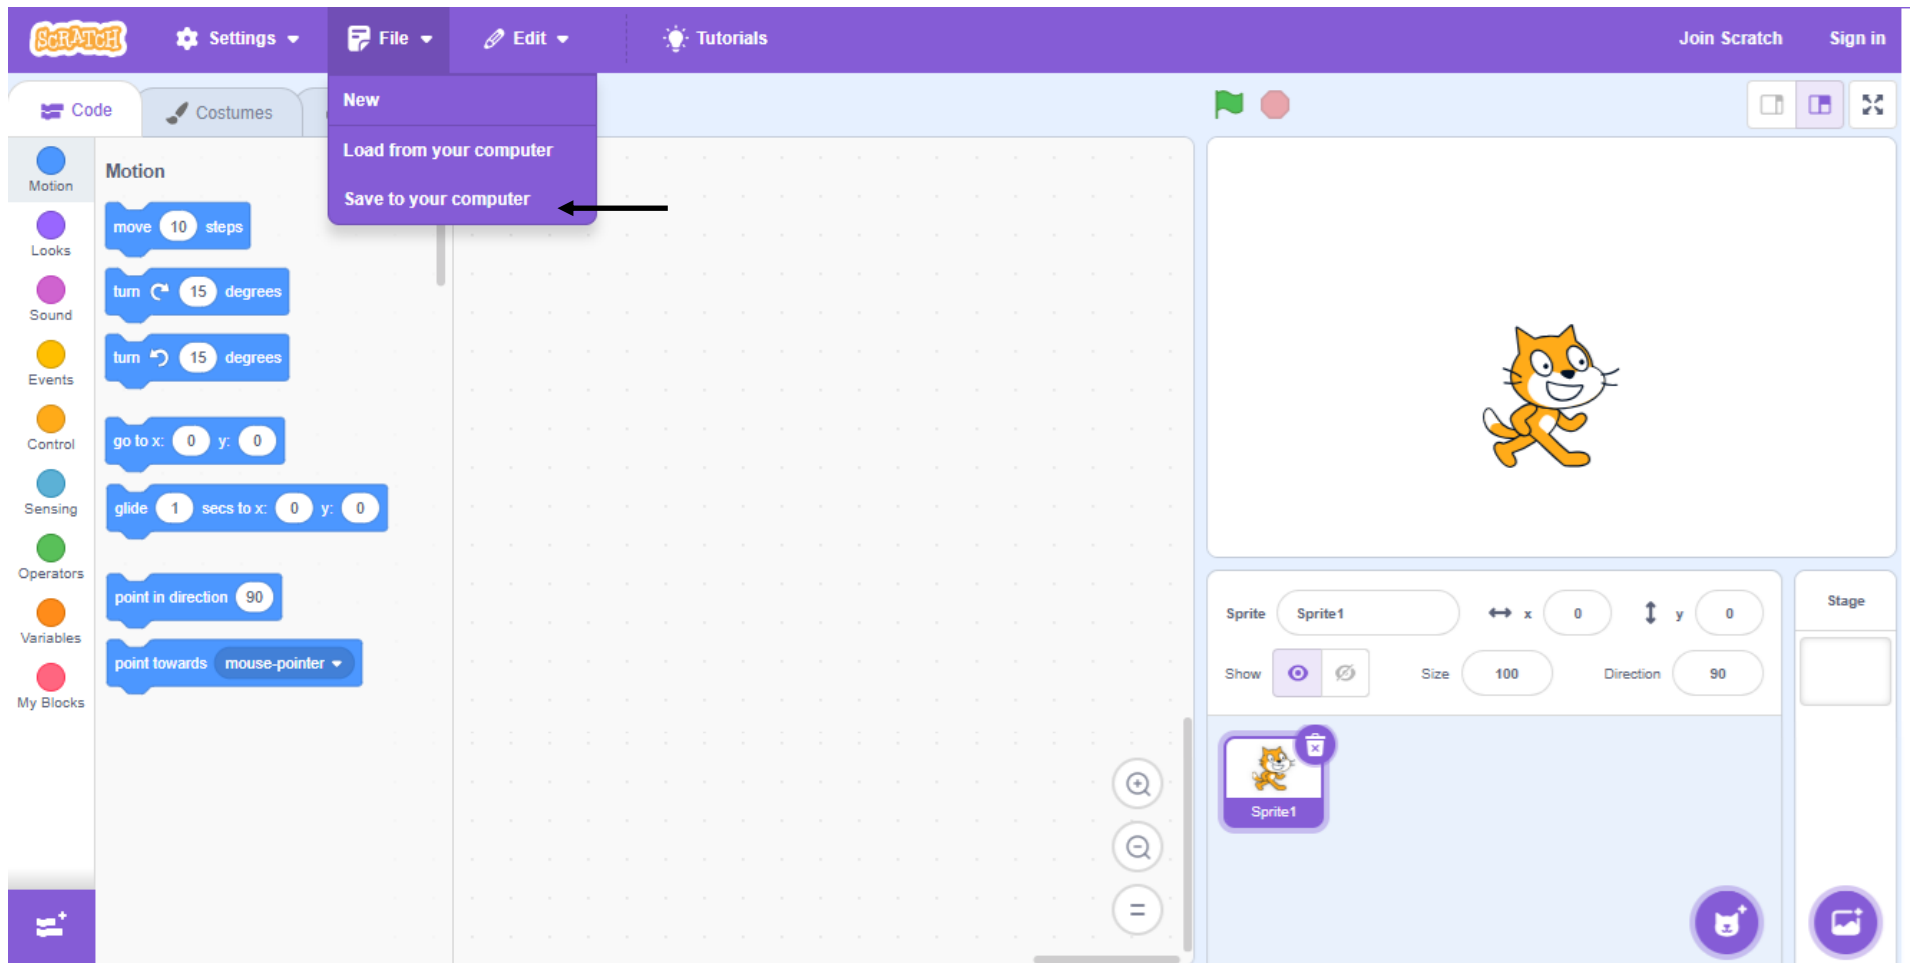 SCRATCH
Settings
File
Edit
Tutorials
Join Scratch
Sign in
Code
Costumes
New
Load from your computer
Save to your computer
Motion
Looks
Sound
Events
Control
Sensing
Operators
Variables
My Blocks
Motion
move 10 steps
turn 15 degrees
turn 15 degrees
go to x: 0 y: 0
glide 1 secs to x: 0 y: 0
point in direction 90
point towards mouse-pointer
Sprite Sprite1 x 0 y 0
Show Size 100 Direction 90
Sprite1
Stage